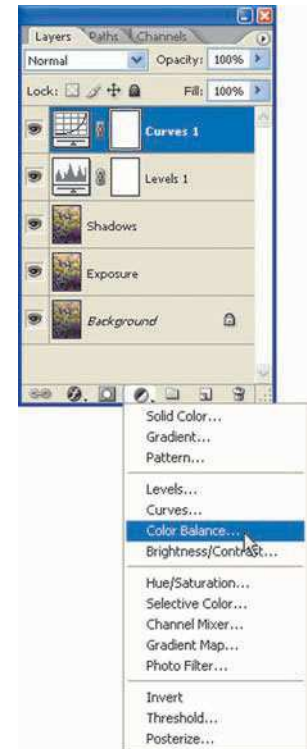 Layers Paths Channels
Normal Opacity: 100%
Lock: Fill: 100%
Curves 1
Levels 1
Shadows
Exposure
Background
Solid Color...
Gradient...
Pattern...
Levels...
Curves...
Color Balance...
Brightness/Contrast...
Hue/Saturation...
Selective Color...
Channel Mixer...
Gradient Map...
Photo Filter...
Invert
Threshold...
Posterize...